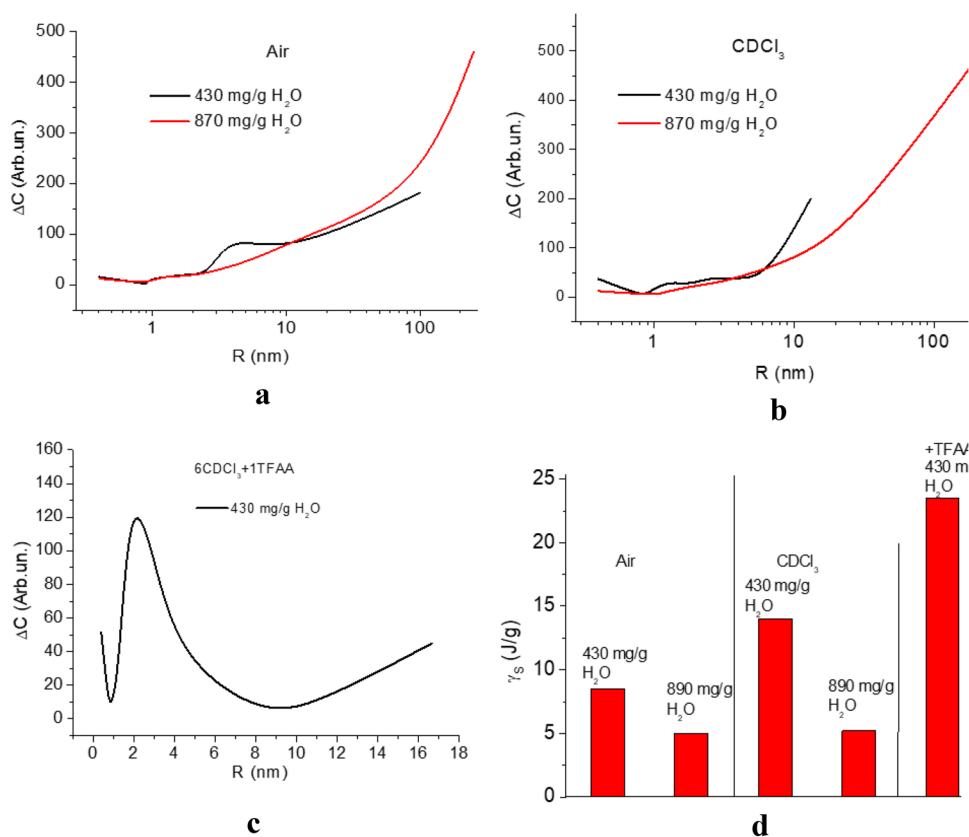 Air
430 mg/g H2O
870 mg/g H2O
ΔC (Arb.un.)
500
400
300
200
100
0
1
10
100
R (nm)
a
CDCl3
430 mg/g H2O
870 mg/g H2O
ΔC (Arb.un.)
500
400
300
200
100
0
1
10
100
R (nm)
b
6CDCl3+1TFAA
430 mg/g H2O
ΔC (Arb.un.)
160
140
120
100
80
60
40
20
0
0 2 4 6 8 10 12 14 16 18
R (nm)
c
γS (J/g)
25
20
15
10
5
0
Air
430 mg/g
H2O
890 mg/g
H2O
CDCl3
430 mg/g
H2O
890 mg/g
H2O
+TFAA
430 m
H2O
d